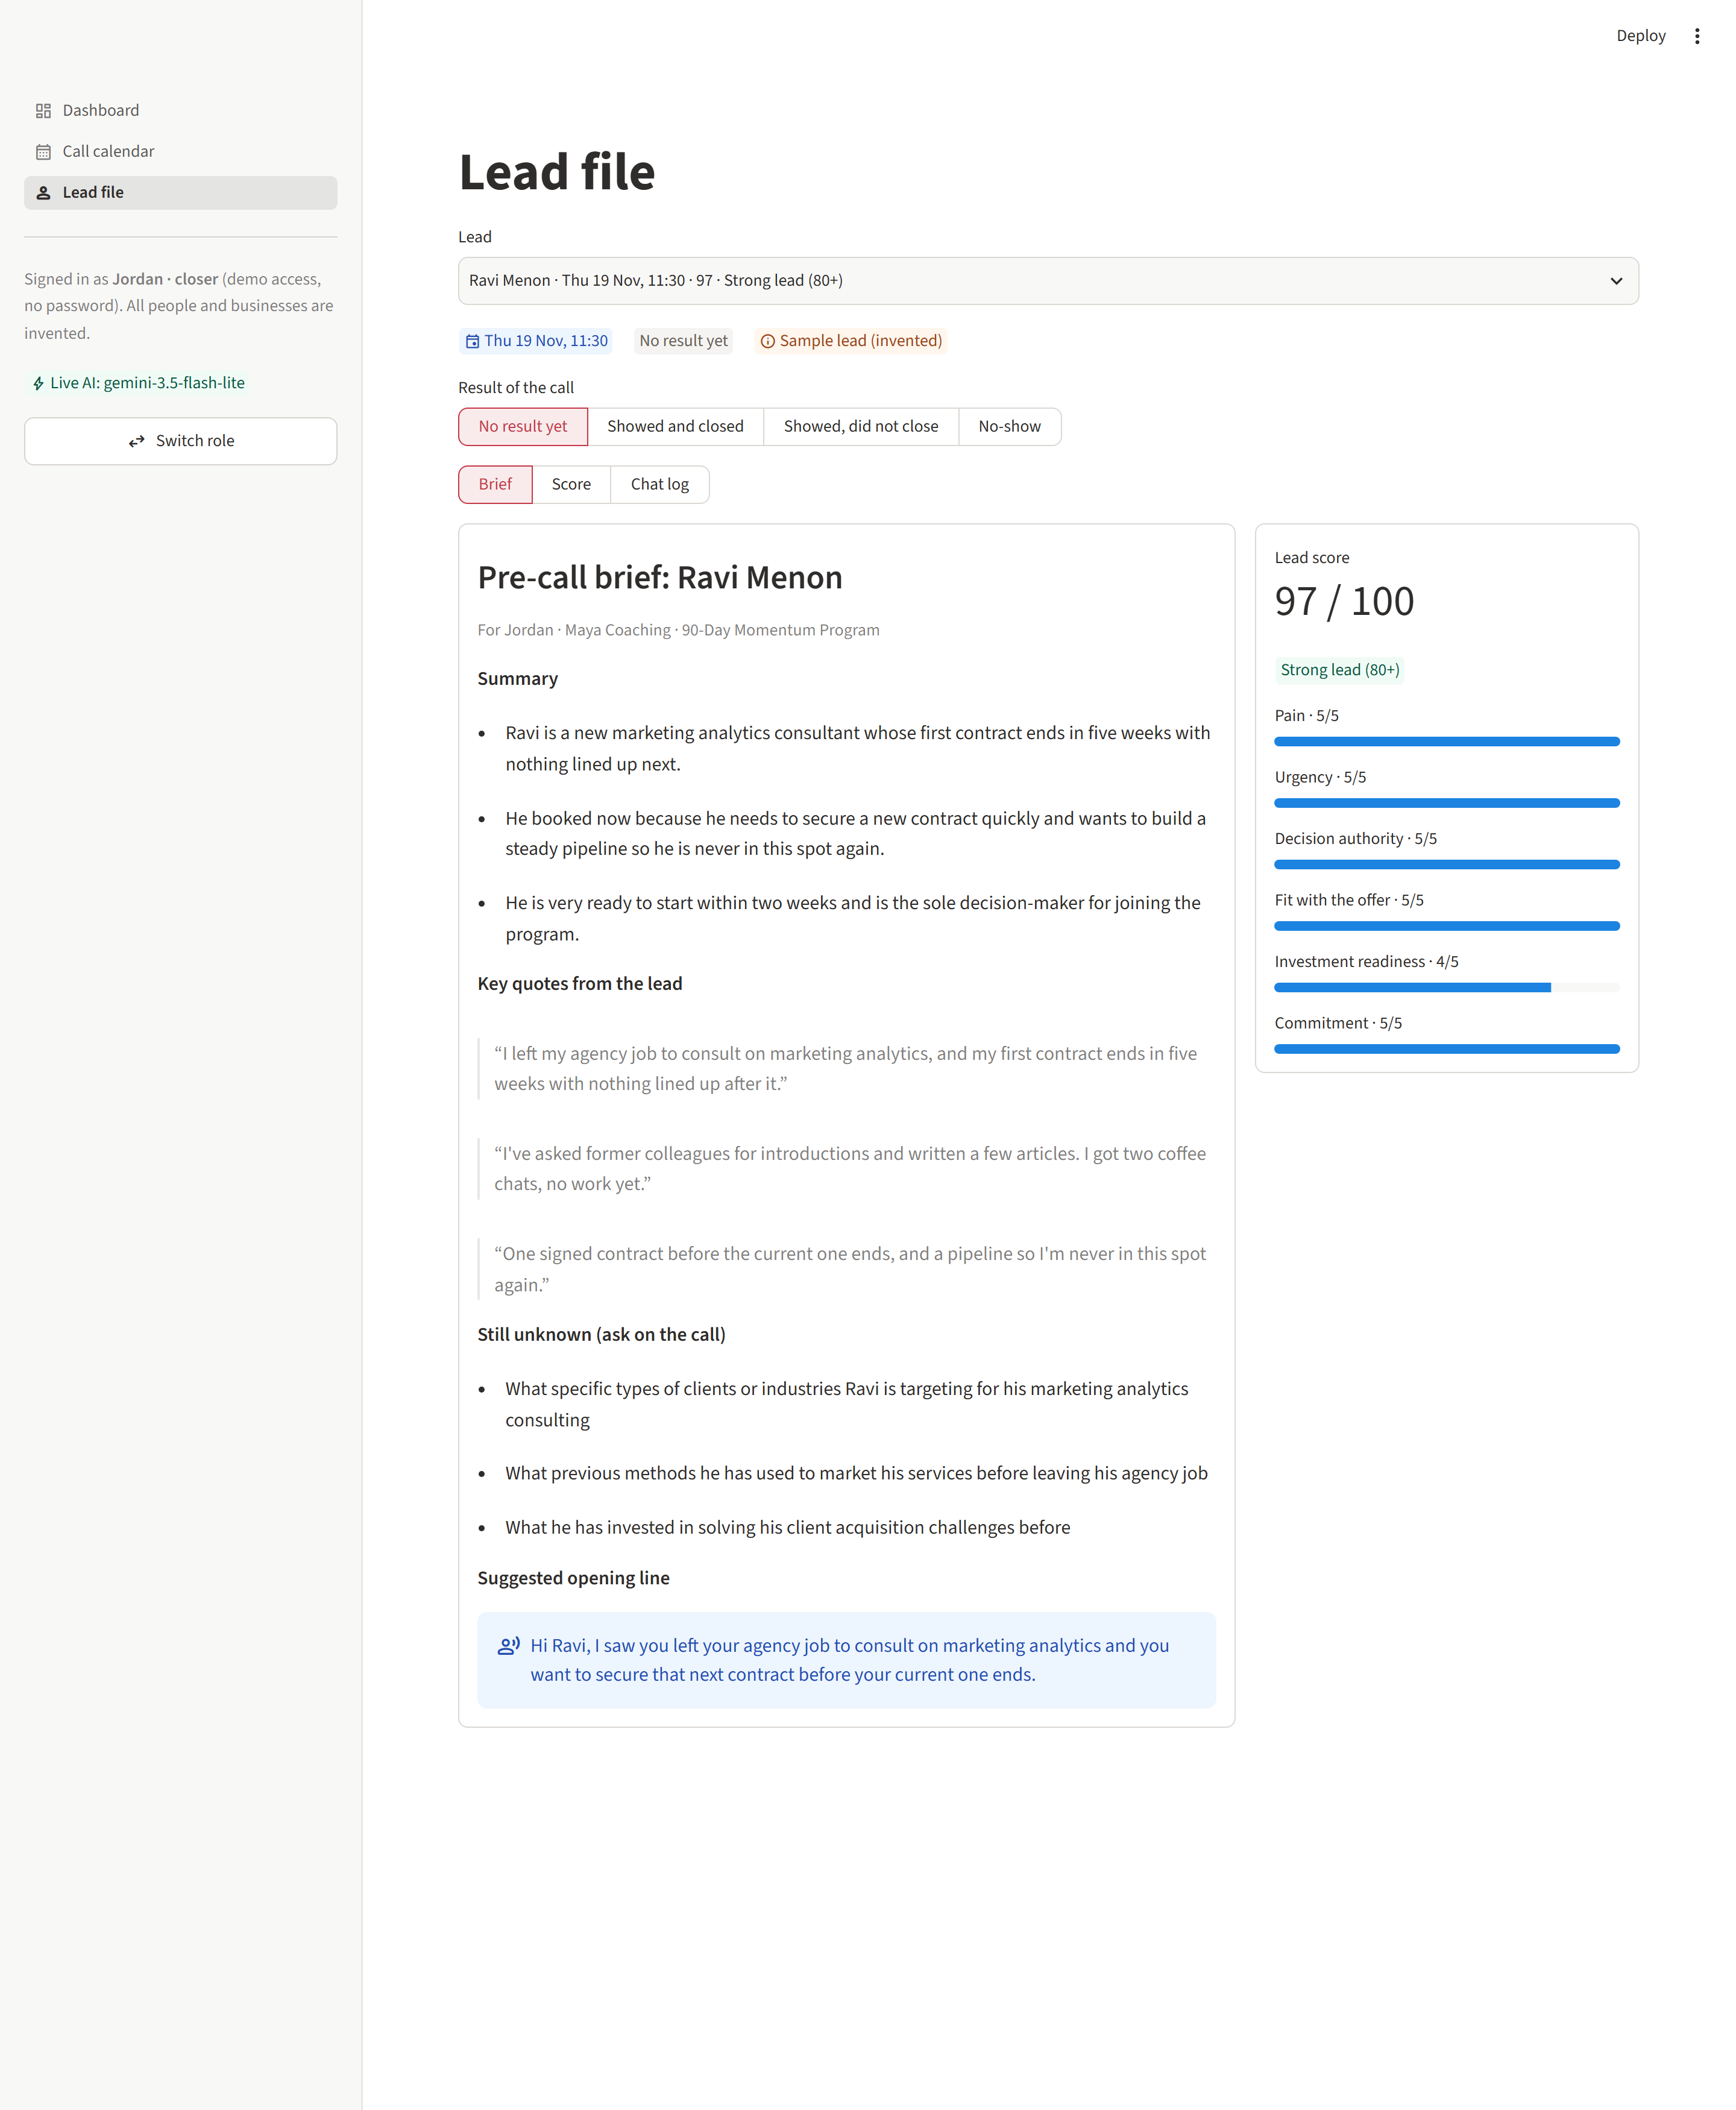 Deploy
Dashboard
Call calendar
Lead file
Signed in as Jordan · closer (demo access,
no password). All people and businesses are
invented.
Live AI: gemini-3.5-flash-lite
Switch role
Lead file
Lead
Ravi Menon · Thu 19 Nov, 11:30 · 97 · Strong lead (80+)
Thu 19 Nov, 11:30 No result yet Sample lead (invented)
Result of the call
No result yet Showed and closed Showed, did not close No-show
Brief Score Chat log
Pre-call brief: Ravi Menon
For Jordan · Maya Coaching · 90-Day Momentum Program
Summary
• Ravi is a new marketing analytics consultant whose first contract ends in five weeks with
nothing lined up next.
• He booked now because he needs to secure a new contract quickly and wants to build a
steady pipeline so he is never in this spot again.
• He is very ready to start within two weeks and is the sole decision-maker for joining the
program.
Key quotes from the lead
“I left my agency job to consult on marketing analytics, and my first contract ends in five
weeks with nothing lined up after it.”
“I've asked former colleagues for introductions and written a few articles. I got two coffee
chats, no work yet.”
“One signed contract before the current one ends, and a pipeline so I'm never in this spot
again.”
Still unknown (ask on the call)
• What specific types of clients or industries Ravi is targeting for his marketing analytics
consulting
• What previous methods he has used to market his services before leaving his agency job
• What he has invested in solving his client acquisition challenges before
Suggested opening line
Hi Ravi, I saw you left your agency job to consult on marketing analytics and you
want to secure that next contract before your current one ends.
Lead score
97 / 100
Strong lead (80+)
Pain · 5/5
Urgency · 5/5
Decision authority · 5/5
Fit with the offer · 5/5
Investment readiness · 4/5
Commitment · 5/5